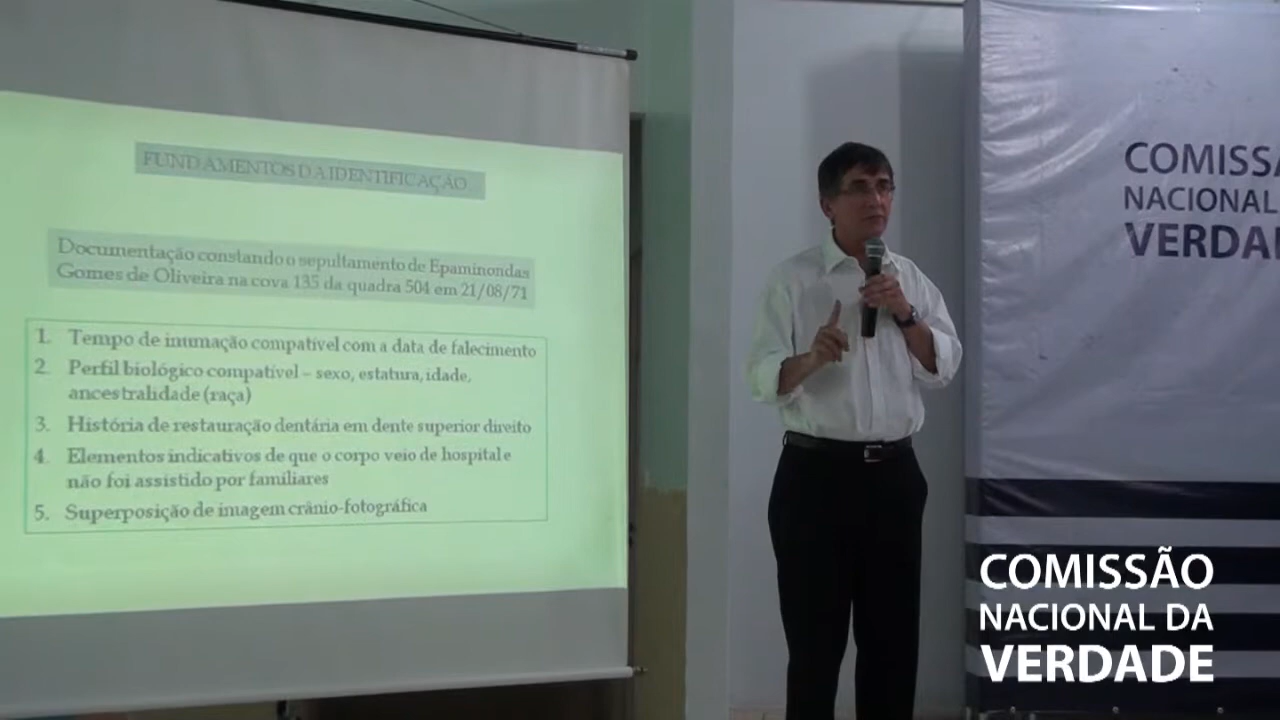 FUNDAMENTOS DA IDENTIFICAÇÃO
Documentação constando o sepultamento de Epaminondas
Gomes de Oliveira na cova 135 da quadra 504 em 21/08/71
1. Tempo de inumação compatível com a data de falecimento
2. Perfil biológico compatível – sexo, estatura, idade,
ancestralidade (raça)
3. História de restauração dentária em dente superior direito
4. Elementos indicativos de que o corpo veio de hospital e
não foi assistido por familiares
5. Superposição de imagem crânio-fotográfica
COMISSÃ
NACIONAL
VERDA
COMISSÃO
NACIONAL DA
VERDADE